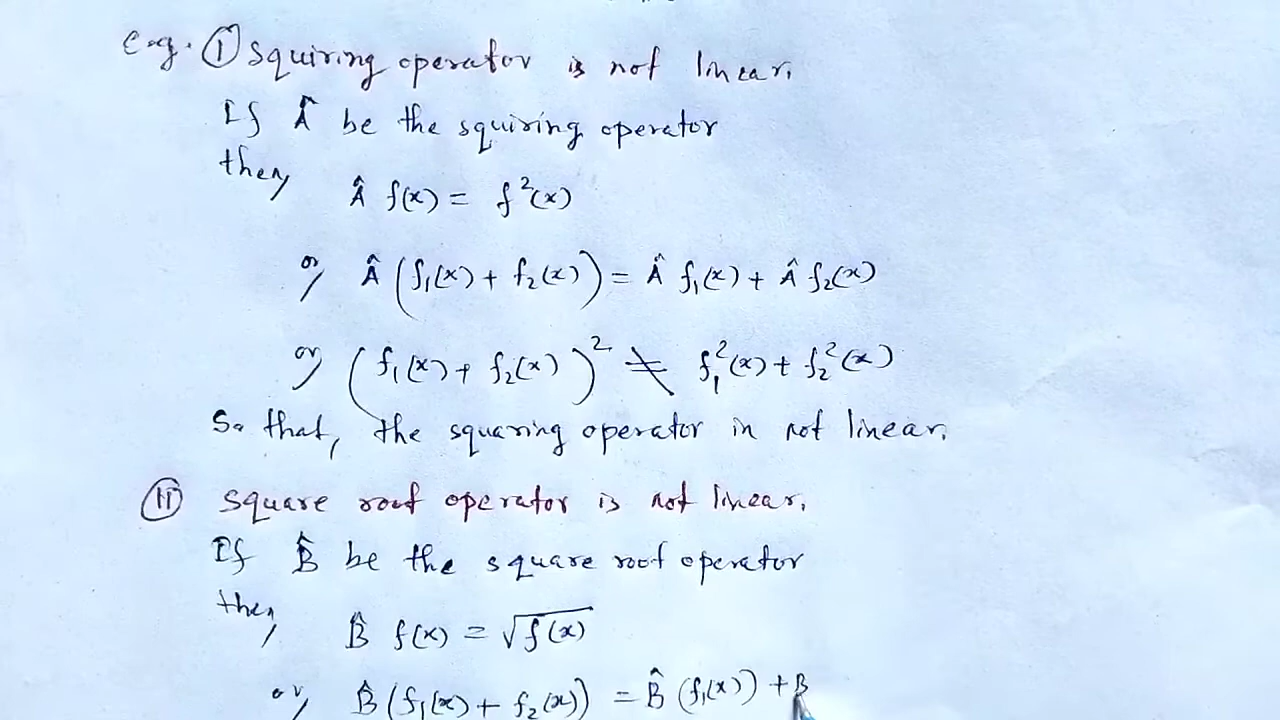 e.g. ① Squiring operator is not linear.
If Â be the squiring operator
then, Â f(x) = f²(x)
or, Â (f₁(x) + f₂(x)) = Â f₁(x) + Â f₂(x)
or, (f₁(x) + f₂(x))² ≠ f₁²(x) + f₂²(x)
So that, the squaring operator in not linear.
⑪ square root operator is not linear.
If B̂ be the square root operator
then, B̂ f(x) = √f(x)
or, B̂ (f₁(x) + f₂(x)) = B̂ (f₁(x)) + B